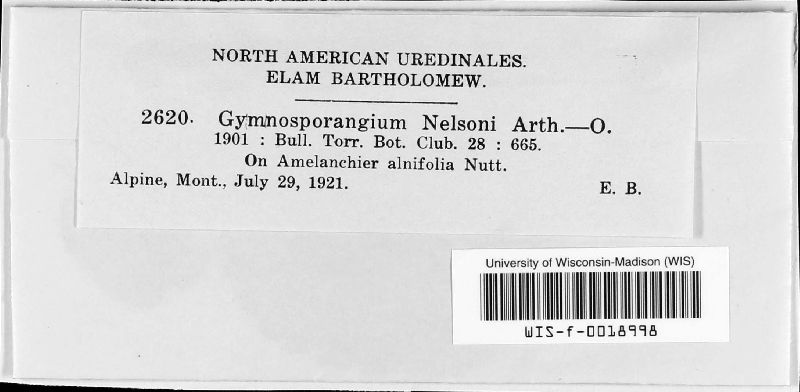 NORTH AMERICAN UREDINALES.
ELAM BARTHOLOMEW.
2620. Gymnosporangium Nelsoni Arth.—O.
1901 : Bull. Torr. Bot. Club. 28 : 665.
On Amelanchier alnifolia Nutt.
Alpine, Mont., July 29, 1921. E. B.
University of Wisconsin-Madison (WIS)
WIS-f-0018998